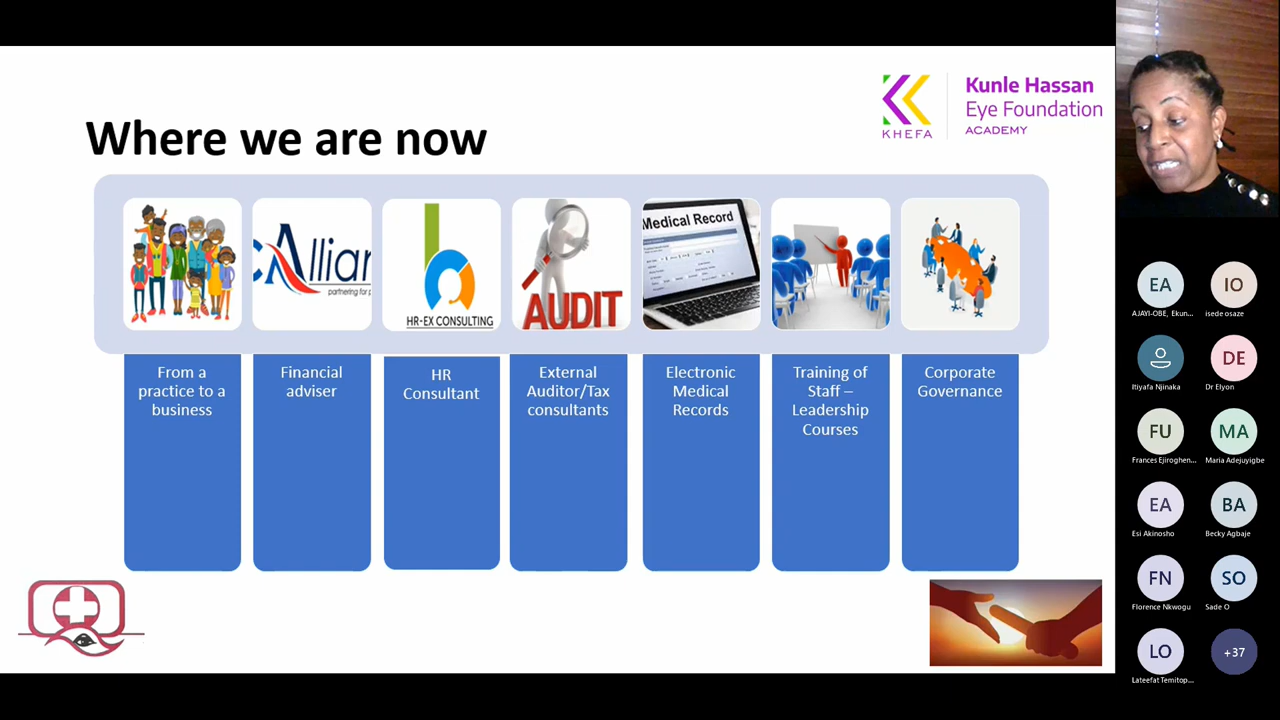 Where we are now
KHEFA
Kunle Hassan
Eye Foundation
ACADEMY
partnering for p
HR-EX CONSULTING
AUDIT
Medical Record
From a
practice to a
business
Financial
adviser
HR
Consultant
External
Auditor/Tax
consultants
Electronic
Medical
Records
Training of
Staff –
Leadership
Courses
Corporate
Governance
EA
AJAYI-OBE, Ekun...
IO
isede osaze
Itiyafa Njinaka
DE
Dr Elyon
FU
Frances Ejiroghen...
MA
Maria Adejuyigbe
EA
Esi Akinosho
BA
Becky Agbaje
FN
Florence Nkwogu
SO
Sade O
LO
Lateefat Temitop...
+37